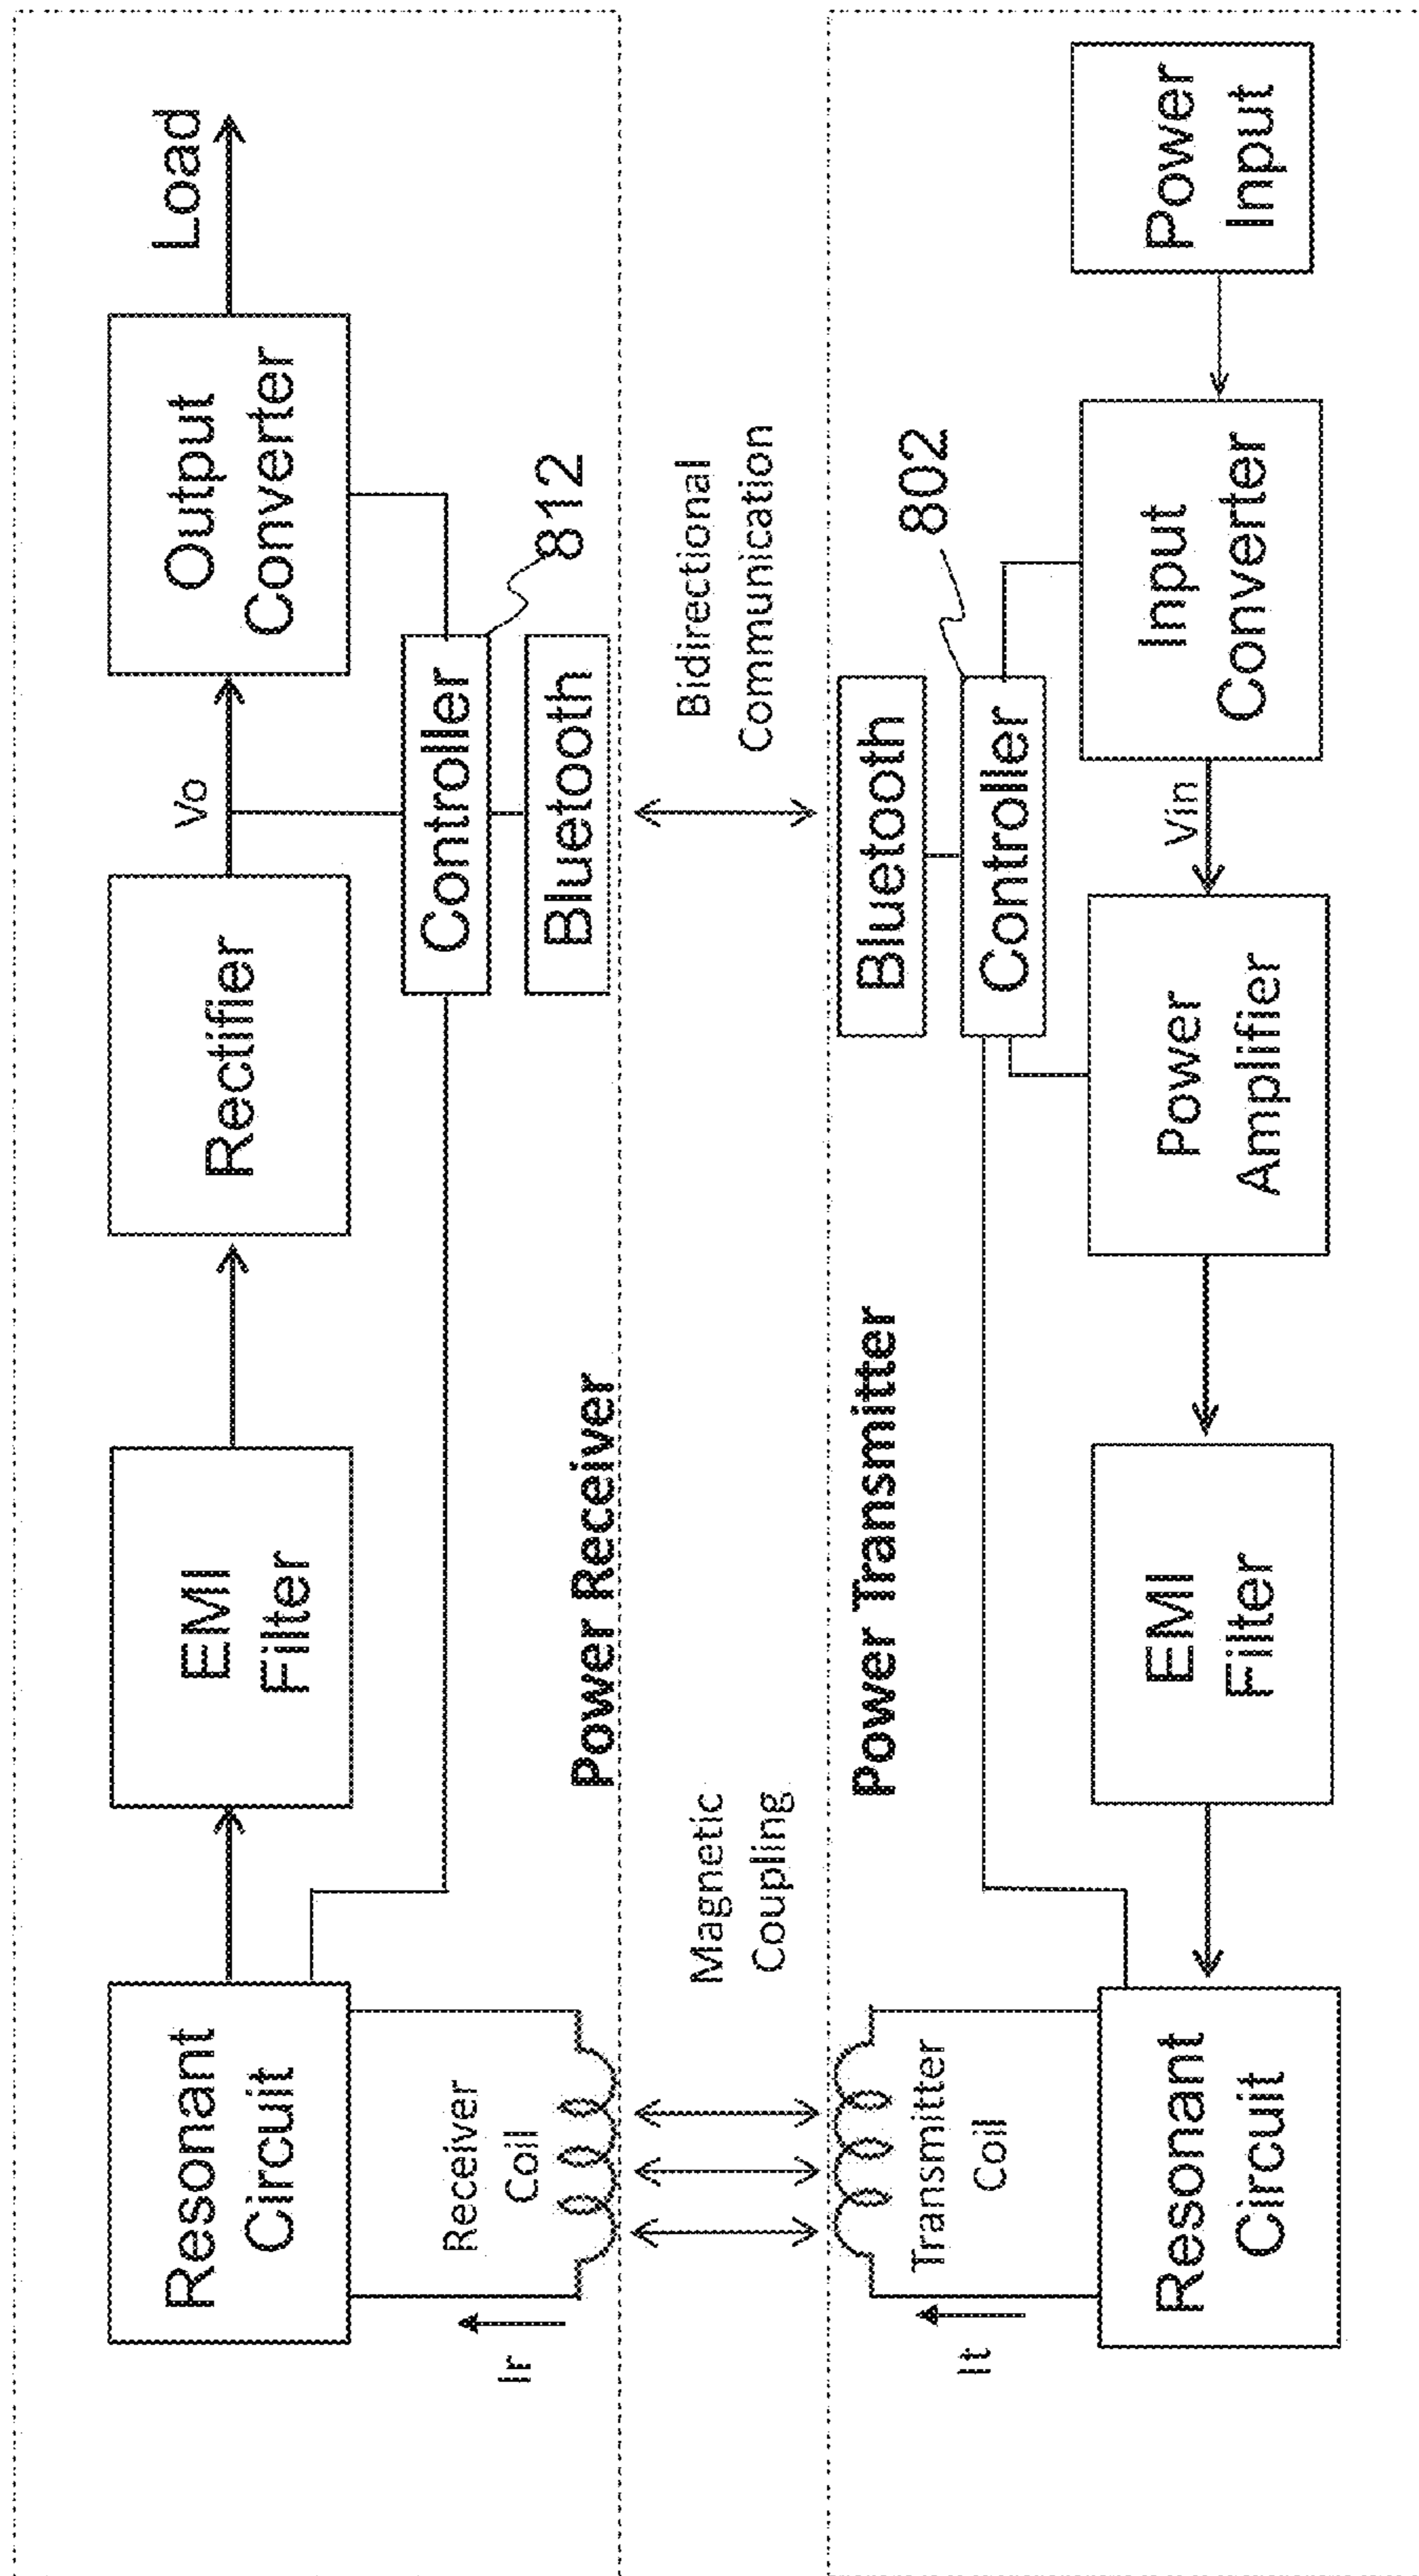 Resonant
Circuit
EMI
Filter
Rectifier
Vo
Output
Converter
Load
Controller
812
Bluetooth
Receiver
Coil
Ir
Power Receiver
Magnetic
Coupling
Bidirectional
Communication
Power Transmitter
Bluetooth
802
Controller
Transmitter
Coil
It
Resonant
Circuit
EMI
Filter
Power
Amplifier
Vin
Input
Converter
Power
Input